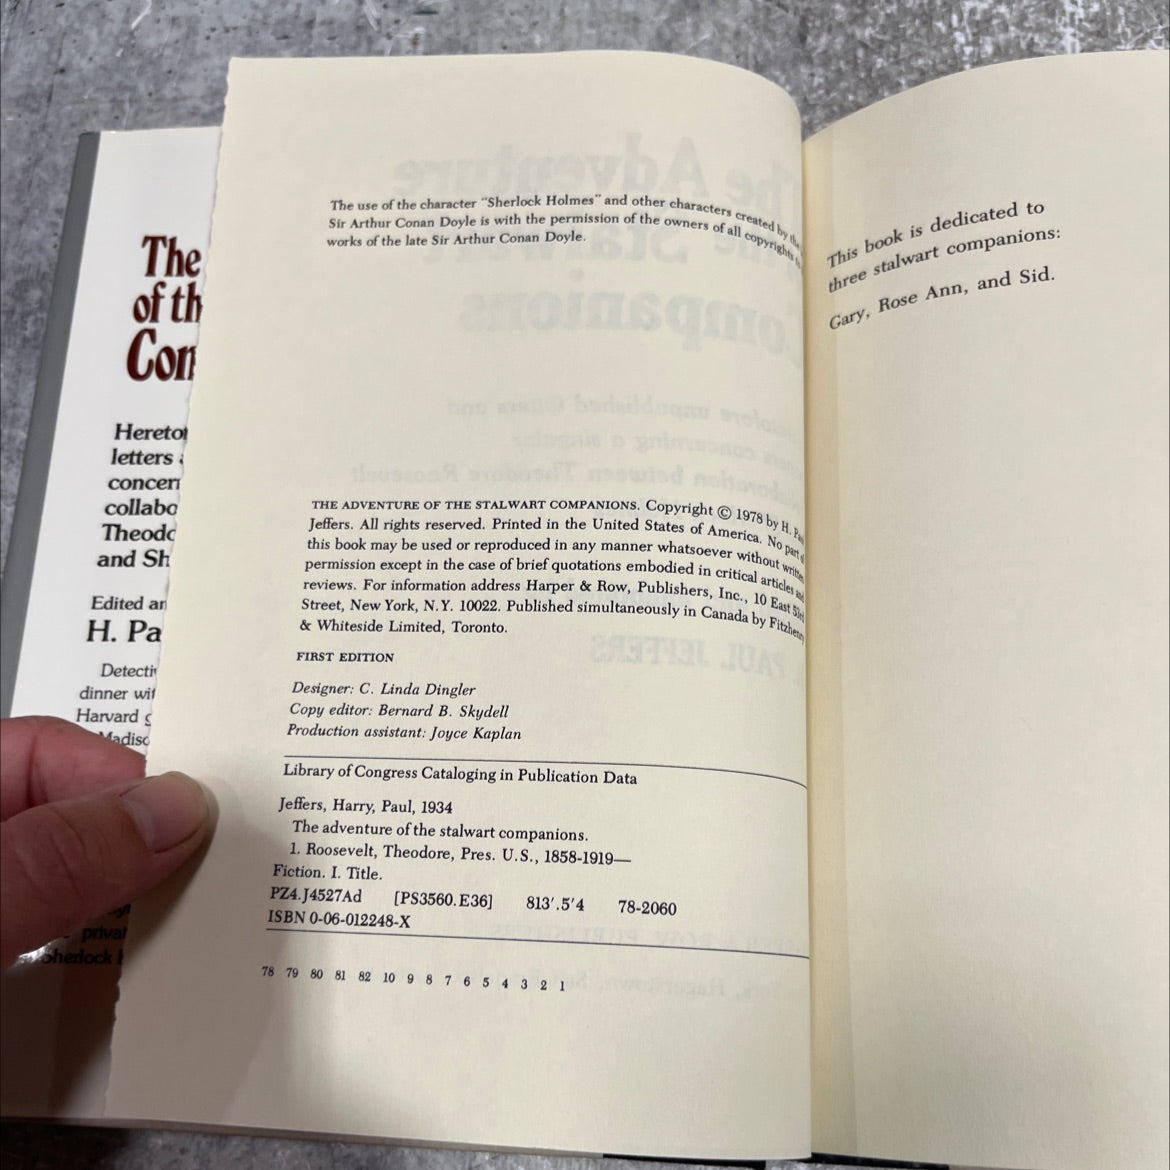 The
of th
Con
letters
concern
collabo
and Sh
Edited an
H. Pa
dinner wit
Harvard g
private
Sherlock
The use of the character "Sherlock Holmes" and other characters created by the
Sir Arthur Conan Doyle is with the permission of the owners of all copyrights
works of the late Sir Arthur Conan Doyle.
THE ADVENTURE OF THE STALWART COMPANIONS. Copyright © 1978 by H. Pa
Jeffers. All rights reserved. Printed in the United States of America. No part of
this book may be used or reproduced in any manner whatsoever without written
permission except in the case of brief quotations embodied in critical articles and
reviews. For information address Harper & Row, Publishers, Inc., 10 East 53rd
Street, New York, N.Y. 10022. Published simultaneously in Canada by Fitzhenry
& Whiteside Limited, Toronto.
FIRST EDITION
Designer: C. Linda Dingler
Copy editor: Bernard B. Skydell
Production assistant: Joyce Kaplan
Library of Congress Cataloging in Publication Data
Jeffers, Harry, Paul, 1934
The adventure of the stalwart companions.
1. Roosevelt, Theodore, Pres. U.S., 1858-1919—
Fiction. I. Title.
PZ4.J4527Ad [PS3560.E36] 813'.5'4 78-2060
ISBN 0-06-012248-X
78 79 80 81 82 10 9 8 7 6 5 4 3 2 1
This book is dedicated to
three stalwart companions:
Gary, Rose Ann, and Sid.